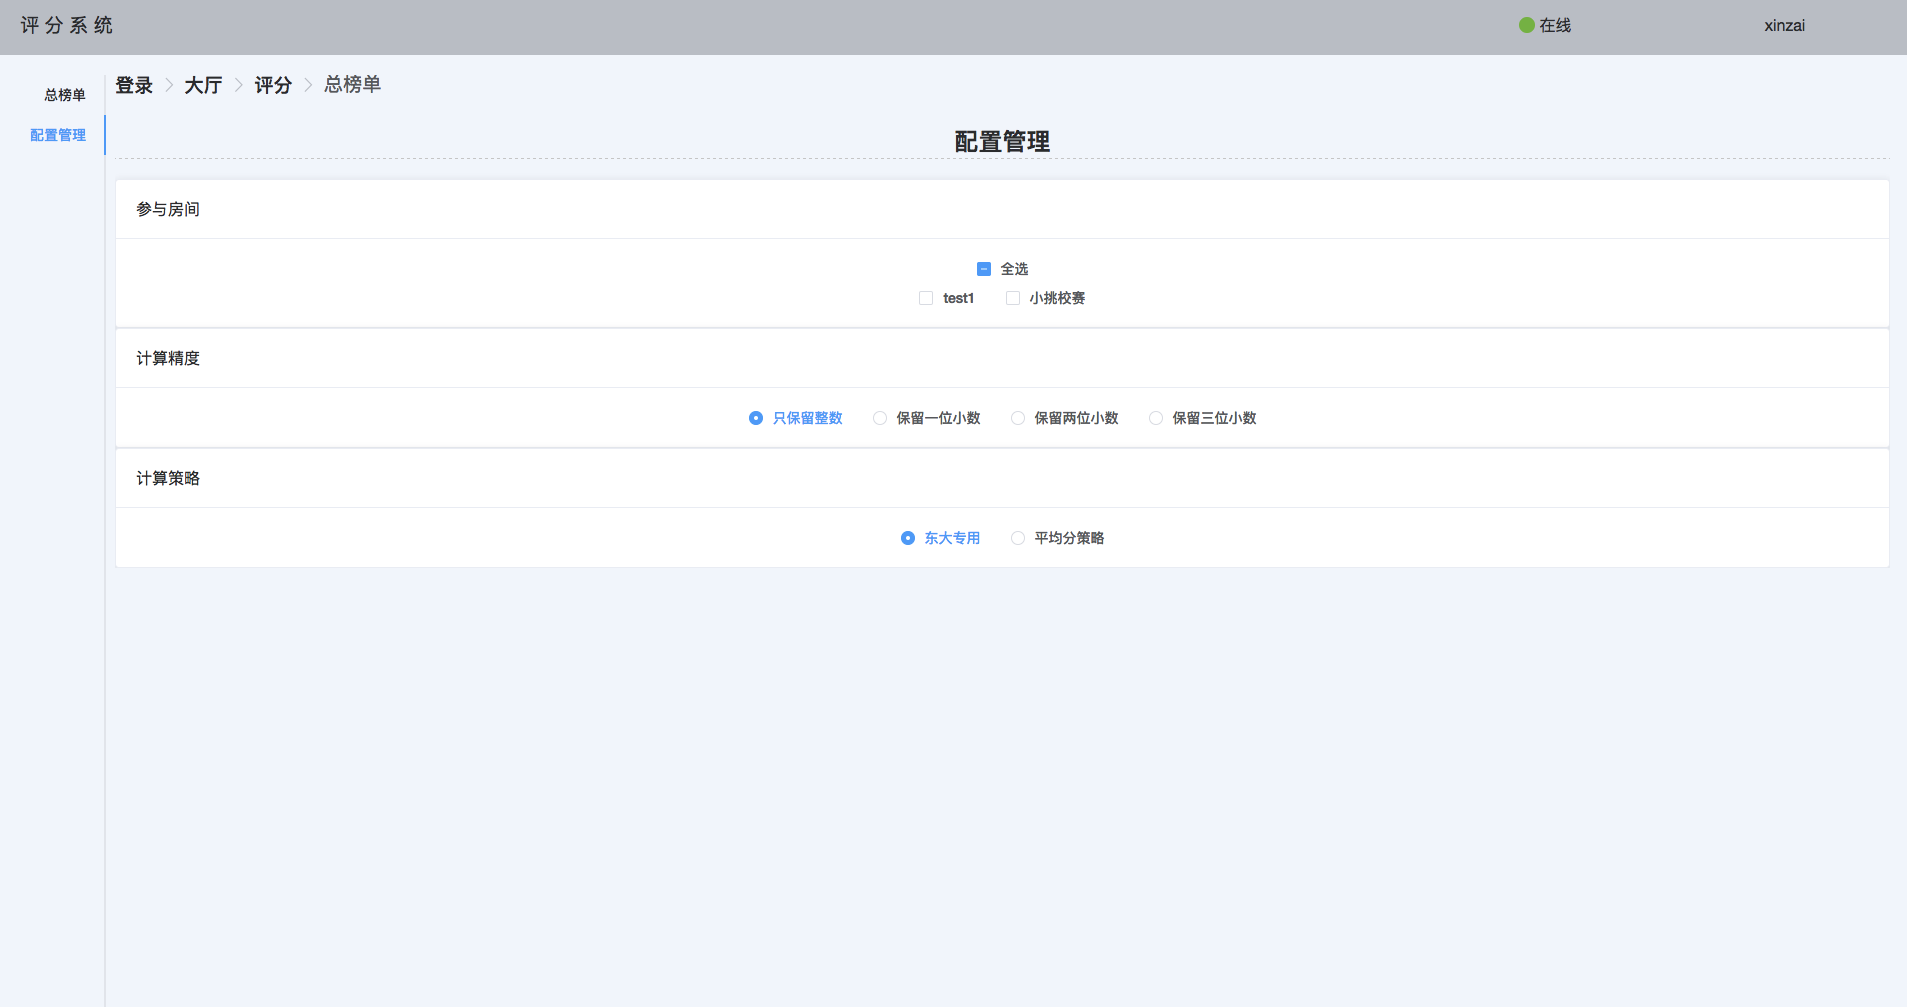 评分系统
在线
xinzai
总榜单
配置管理
登录 > 大厅 > 评分 > 总榜单
配置管理
参与房间
全选
test1 小挑校赛
计算精度
只保留整数 保留一位小数 保留两位小数 保留三位小数
计算策略
东大专用 平均分策略